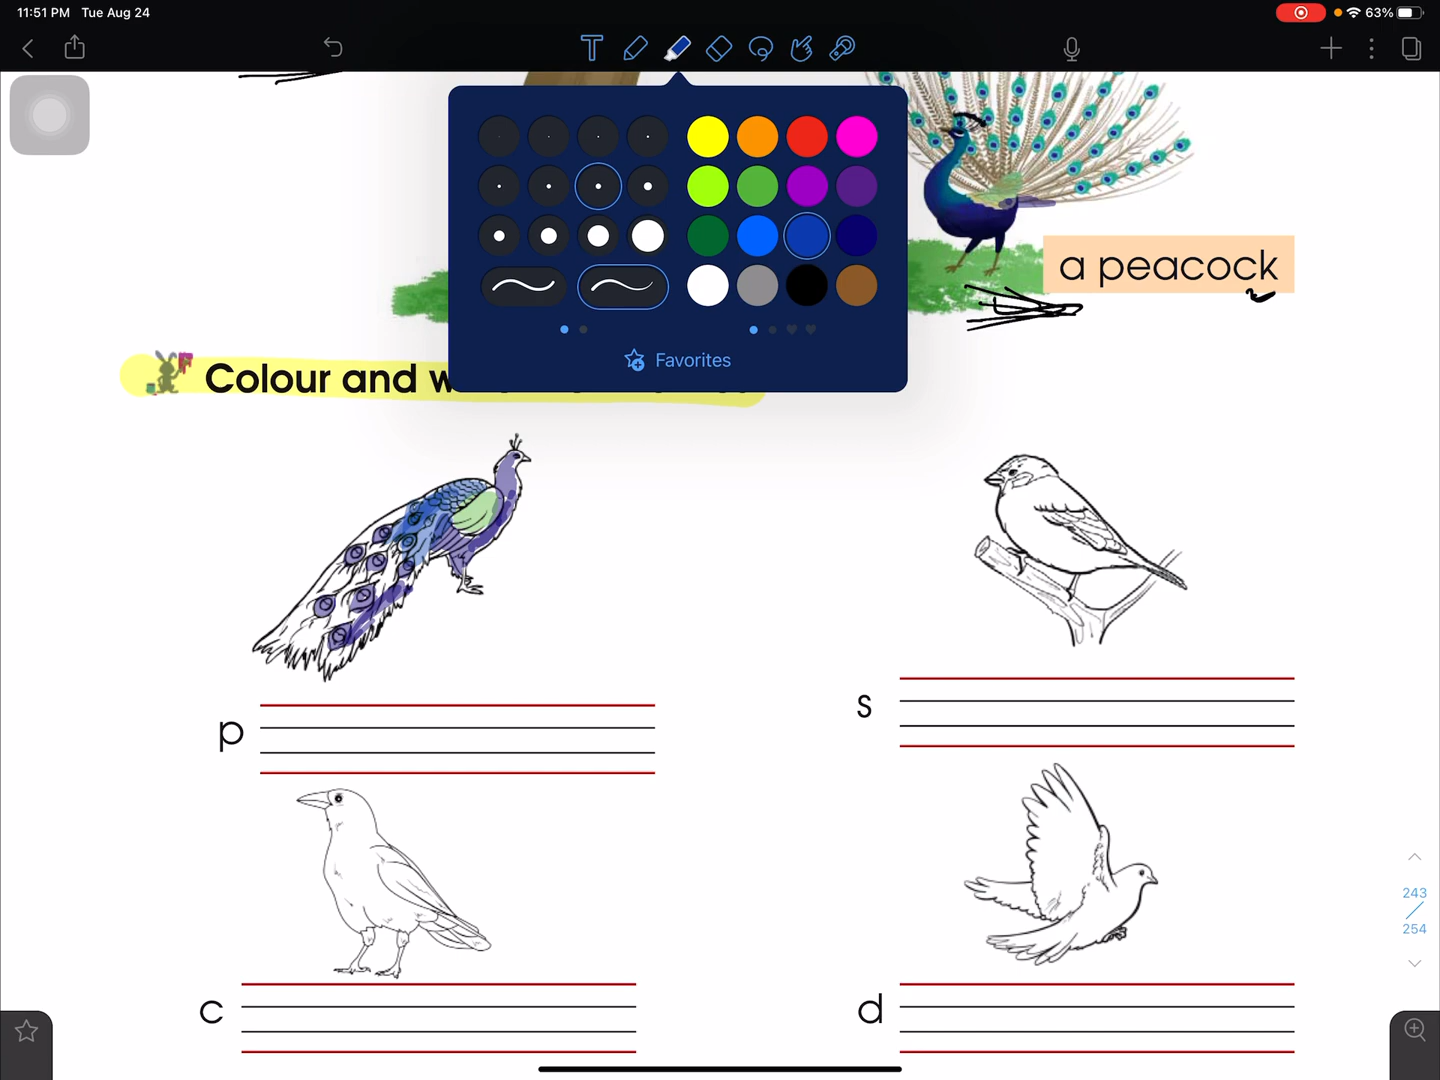 11:51 PM Tue Aug 24
63%
T
a peacock
Favorites
Colour and w
p
s
243
254
c
d